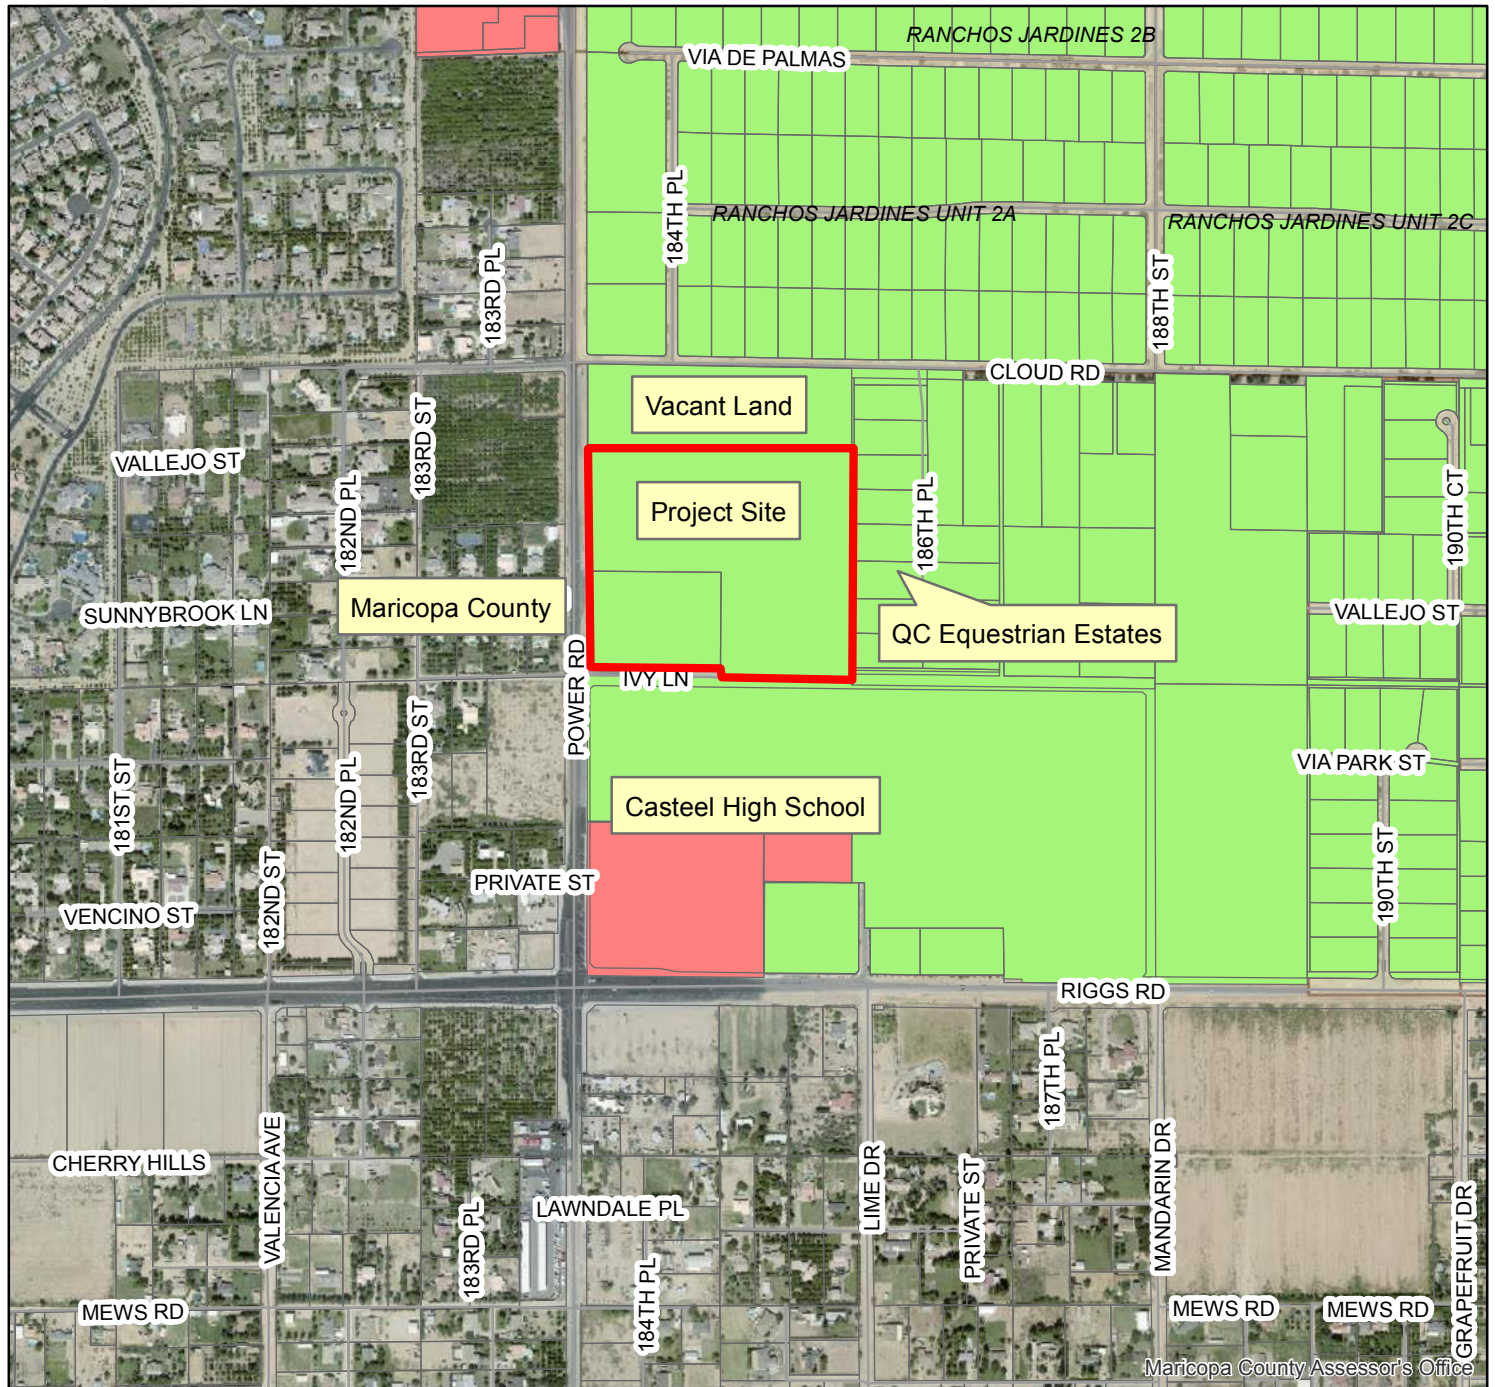 RANCHOS JARDINES 2B
VIA DE PALMAS
184TH PL
RANCHOS JARDINES UNIT 2A
RANCHOS JARDINES UNIT 2C
183RD PL
188TH ST
CLOUD RD
Vacant Land
VALLEJO ST
182ND PL
183RD ST
Project Site
186TH PL
190TH CT
SUNNYBROOK LN
Maricopa County
QC Equestrian Estates
VALLEJO ST
IVY LN
POWER RD
181ST ST
182ND PL
183RD ST
VIA PARK ST
Casteel High School
PRIVATE ST
VENCINO ST
182ND ST
190TH ST
RIGGS RD
187TH PL
CHERRY HILLS
VALENCIA AVE
183RD PL
LAWNDALE PL
184TH PL
LIME DR
PRIVATE ST
MANDARIN DR
GRAPEFRUIT DR
MEWS RD
MEWS RD
MEWS RD
Maricopa County Assessor's Office